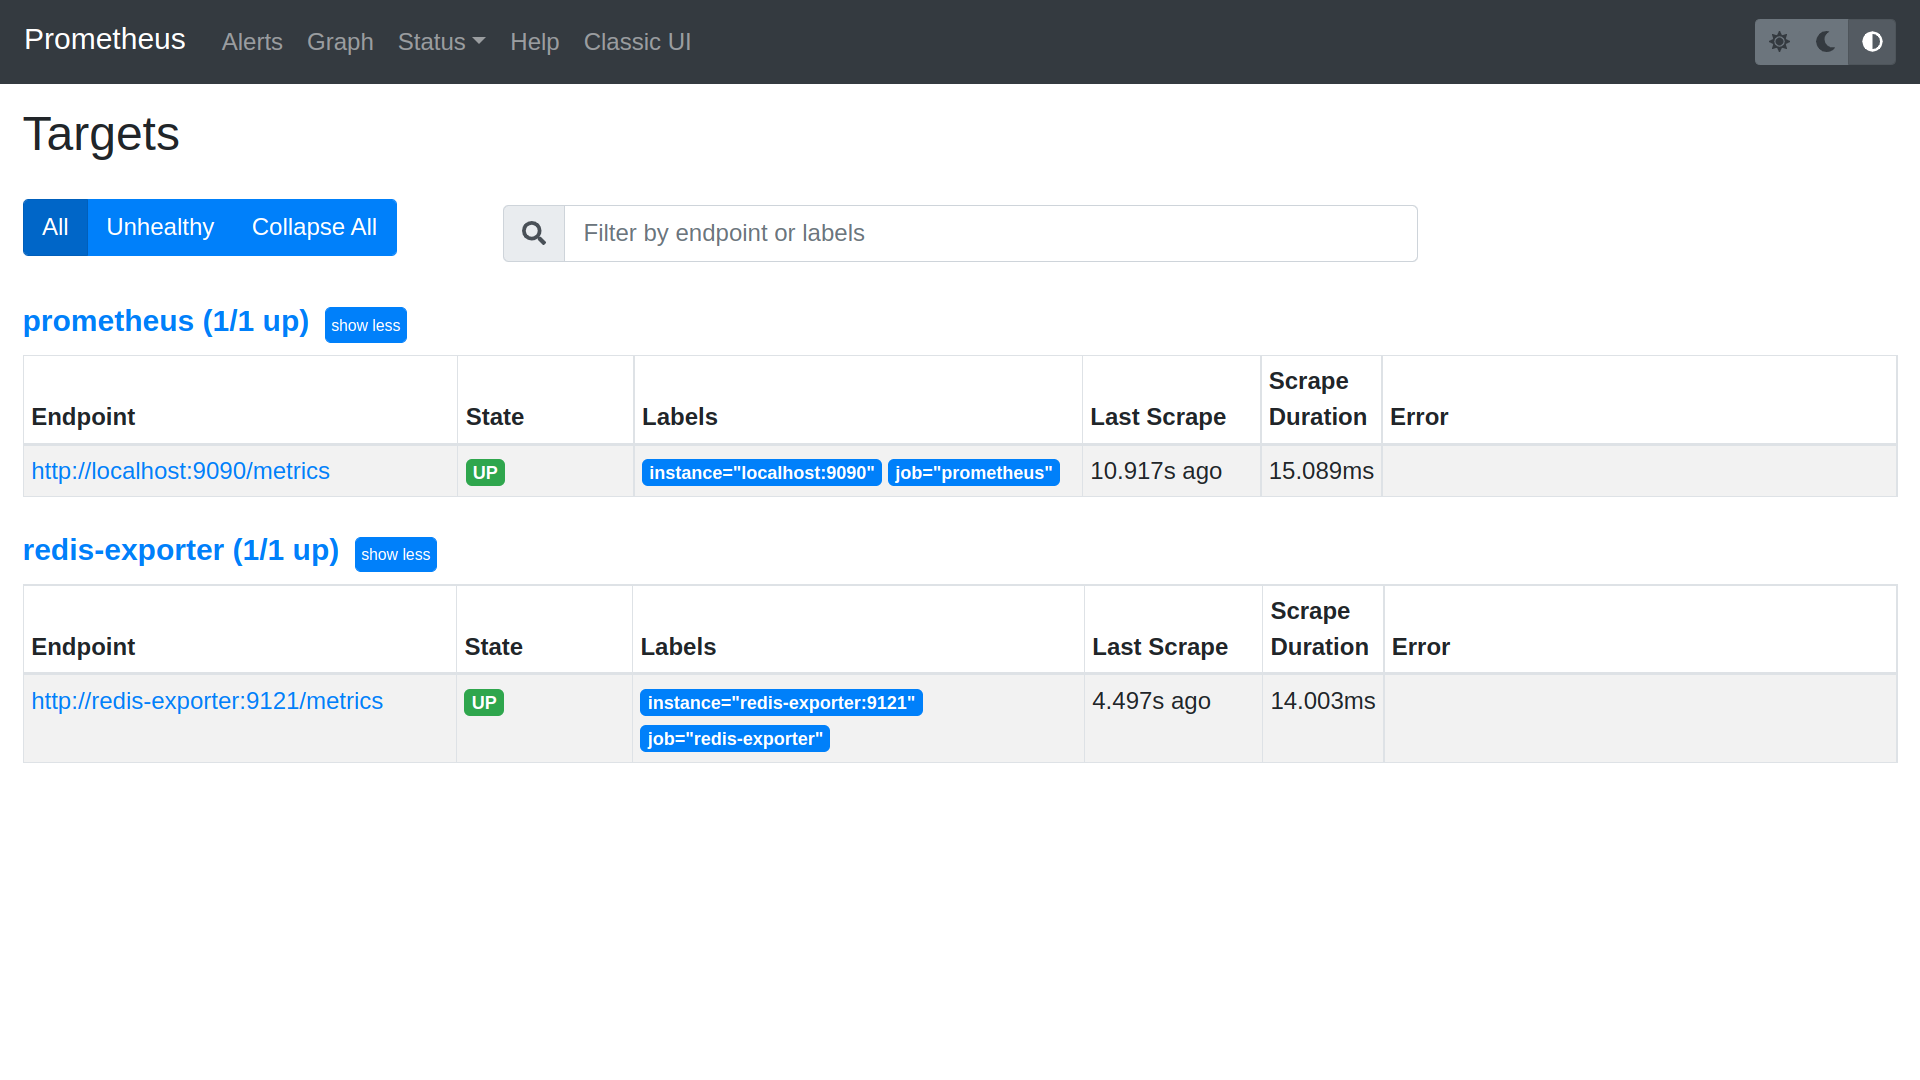 Prometheus Alerts Graph Status Help Classic UI
Targets
All Unhealthy Collapse All Filter by endpoint or labels
prometheus (1/1 up) show less
Endpoint State Labels Last Scrape Scrape Duration Error
http://localhost:9090/metrics UP instance="localhost:9090" job="prometheus" 10.917s ago 15.089ms
redis-exporter (1/1 up) show less
Endpoint State Labels Last Scrape Scrape Duration Error
http://redis-exporter:9121/metrics UP instance="redis-exporter:9121" 4.497s ago 14.003ms
job="redis-exporter"